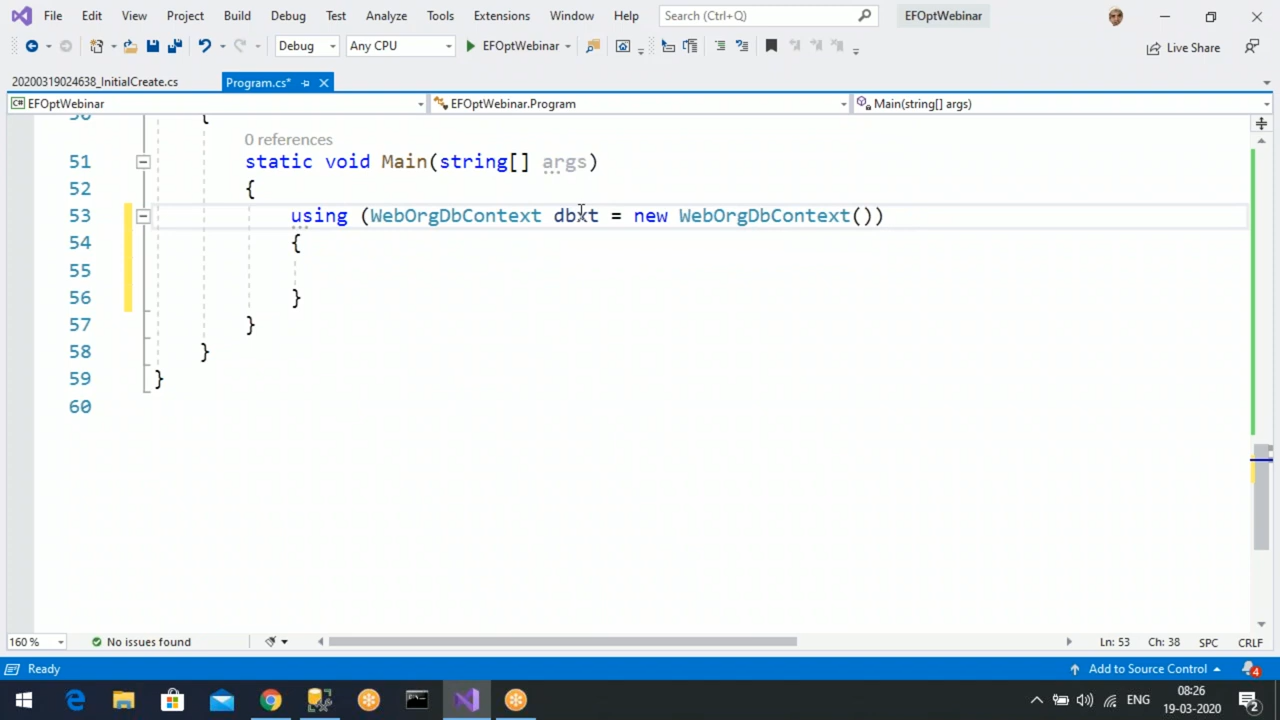 File Edit View Project Build Debug Test Analyze Tools Extensions Window Help Search (Ctrl+Q) EFOptWebinar
Debug Any CPU EFOptWebinar Live Share
20200319024638_InitialCreate.cs Program.cs*
C# EFOptWebinar EFOptWebinar.Program Main(string[] args)
{
0 references
51 static void Main(string[] args)
52 {
53 using (WebOrgDbContext dbxt = new WebOrgDbContext())
54 {
55
56 }
57 }
58 }
59 }
60
160 % No issues found Ln: 53 Ch: 38 SPC CRLF
Ready Add to Source Control 4
ENG 08:26
19-03-2020 2